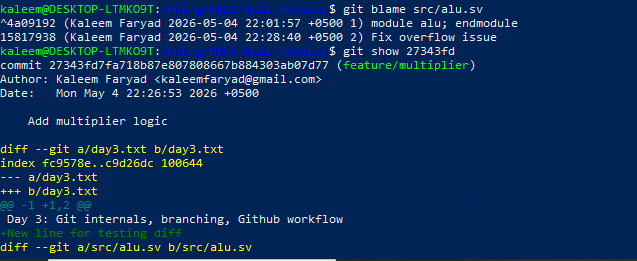 kaleem@DESKTOP-LTMKO9T: $ git blame src/alu.sv
^4a09192 (Kaleem Faryad 2026-05-04 22:01:57 +0500 1) module alu; endmodule
15817938 (Kaleem Faryad 2026-05-04 22:28:40 +0500 2) Fix overflow issue
kaleem@DESKTOP-LTMKO9T: $ git show 27343fd
commit 27343fd7fa718b87e807808667b884303ab07d77 (feature/multiplier)
Author: Kaleem Faryad <kaleemfaryad@gmail.com>
Date:   Mon May 4 22:26:53 2026 +0500
Add multiplier logic
diff --git a/day3.txt b/day3.txt
index fc9578e..c9d26dc 100644
--- a/day3.txt
+++ b/day3.txt
@@ -1 +1,2 @@
Day 3: Git internals, branching, Github workflow
+New line for testing diff
diff --git a/src/alu.sv b/src/alu.sv